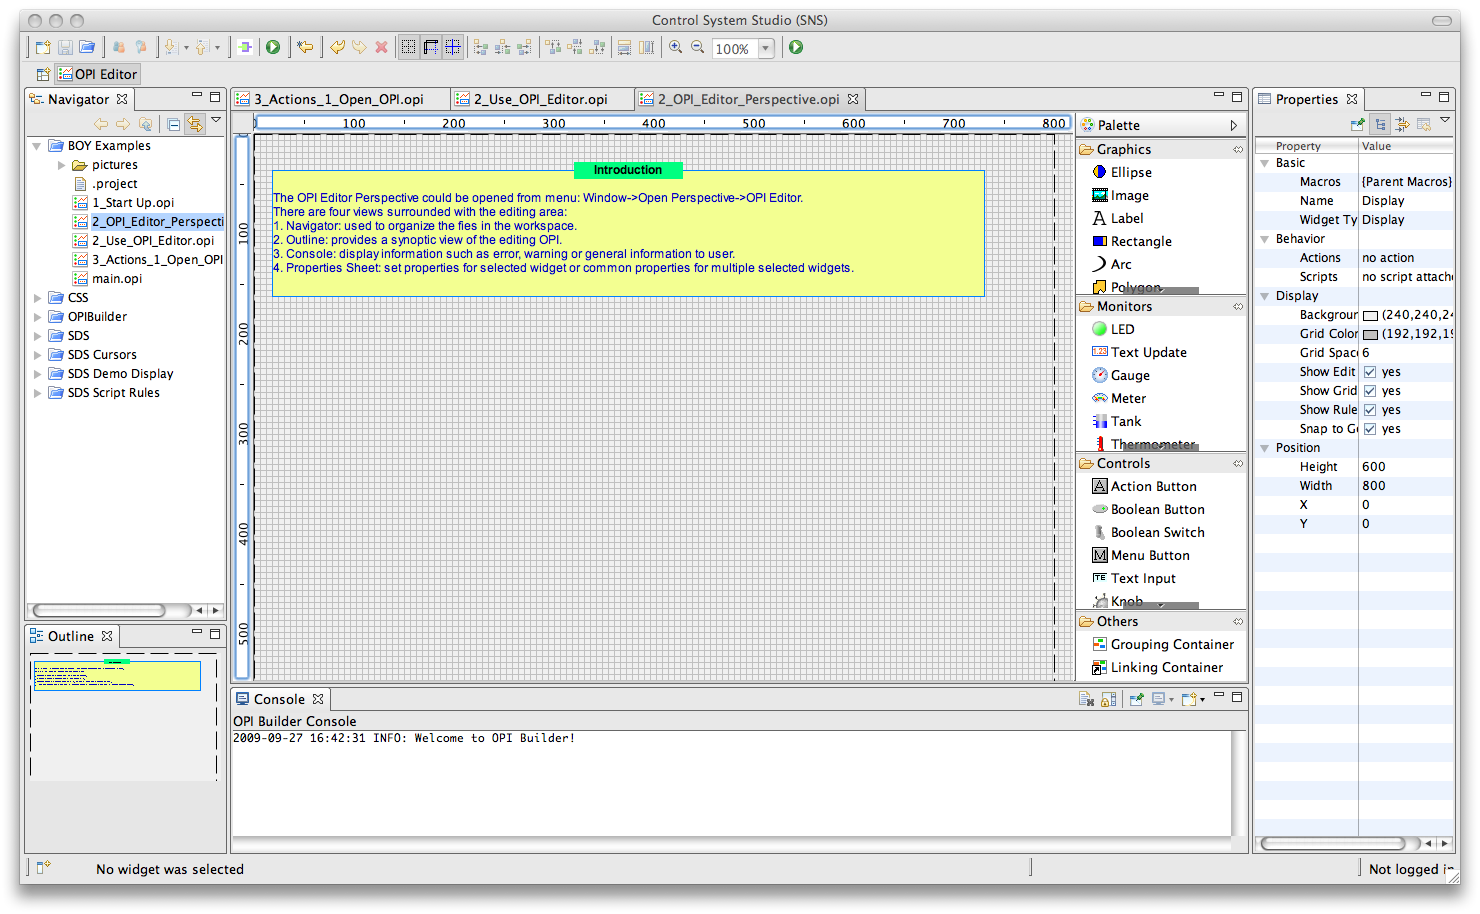 Control System Studio (SNS)
100%
OPI Editor
Navigator
BOY Examples
pictures
.project
1_Start Up.opi
2_OPI_Editor_Perspecti
2_Use_OPI_Editor.opi
3_Actions_1_Open_OPI
main.opi
CSS
OPIBuilder
SDS
SDS Cursors
SDS Demo Display
SDS Script Rules
Outline
3_Actions_1_Open_OPI.opi
2_Use_OPI_Editor.opi
2_OPI_Editor_Perspective.opi
100 200 300 400 500 600 700 800
0
100
200
300
400
500
Introduction
The OPI Editor Perspective could be opened from menu: Window->Open Perspective->OPI Editor.
There are four views surrounded with the editing area:
1. Navigator: used to organize the fies in the workspace.
2. Outline: provides a synoptic view of the editing OPI.
3. Console: display information such as error, warning or general information to user.
4. Properties Sheet: set properties for selected widget or common properties for multiple selected widgets.
Palette
Graphics
Ellipse
Image
Label
Rectangle
Arc
Polygon
Monitors
LED
Text Update
Gauge
Meter
Tank
Thermometer
Controls
Action Button
Boolean Button
Boolean Switch
Menu Button
Text Input
Knob
Others
Grouping Container
Linking Container
Console
OPI Builder Console
2009-09-27 16:42:31 INFO: Welcome to OPI Builder!
Properties
Property Value
Basic
Macros {Parent Macros}
Name Display
Widget Ty Display
Behavior
Actions no action
Scripts no script attache
Display
Backgrour (240,240,24
Grid Color (192,192,19
Grid Space 6
Show Edit yes
Show Grid yes
Show Rule yes
Snap to Ge yes
Position
Height 600
Width 800
X 0
Y 0
No widget was selected
Not logged in